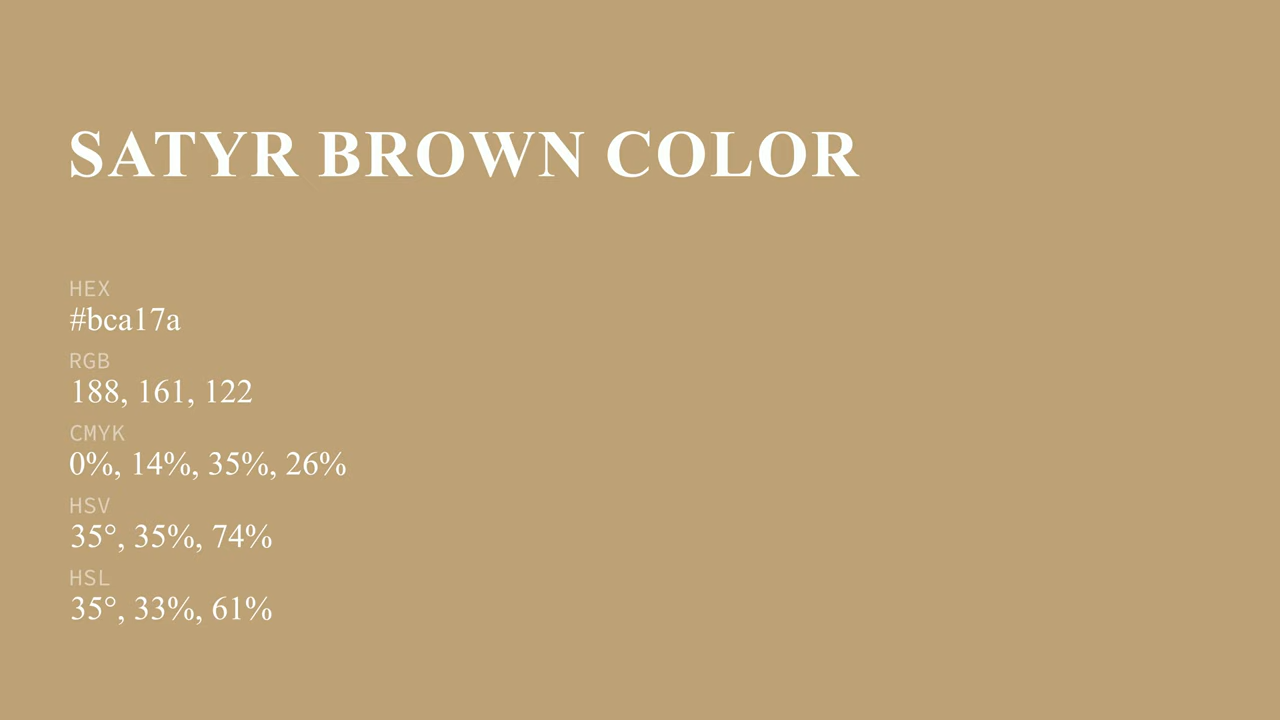 SATYR BROWN COLOR
HEX
#bca17a
RGB
188, 161, 122
CMYK
0%, 14%, 35%, 26%
HSV
35°, 35%, 74%
HSL
35°, 33%, 61%